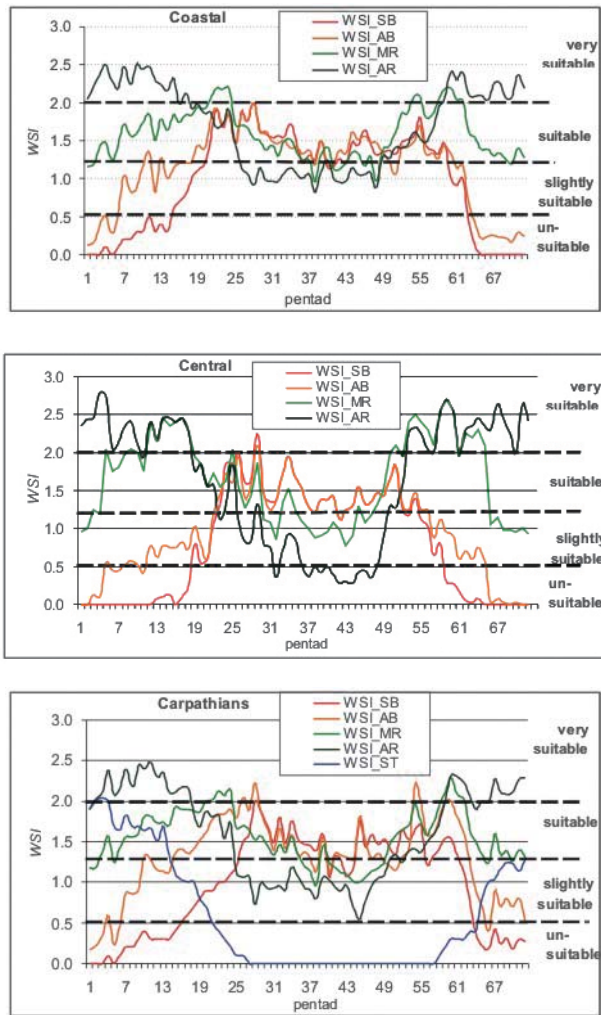 Coastal
WSI_SB
WSI_AB
WSI_MR
WSI_AR
3.0
2.5
2.0
1.5
1.0
0.5
0.0
WSI
very
suitable
suitable
slightly
suitable
un-
suitable
1 7 13 19 25 31 37 43 49 55 61 67
pentad
Central
WSI_SB
WSI_AB
WSI_MR
WSI_AR
3.0
2.5
2.0
1.5
1.0
0.5
0.0
WSI
very
suitable
suitable
slightly
suitable
un-
suitable
1 7 13 19 25 31 37 43 49 55 61 67
pentad
Carpathians
WSI_SB
WSI_AB
WSI_MR
WSI_AR
WSI_ST
3.0
2.5
2.0
1.5
1.0
0.5
0.0
WSI
very
suitable
suitable
slightly
suitable
un-
suitable
1 7 13 19 25 31 37 43 49 55 61 67
pentad